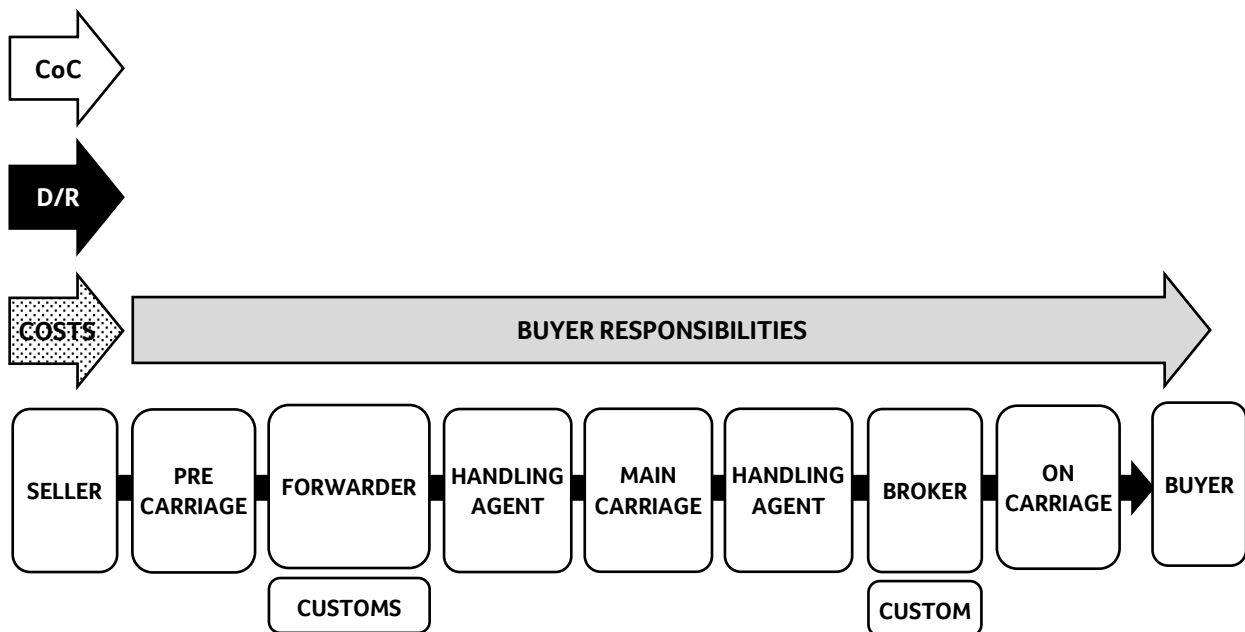 CoC
D/R
COSTS
BUYER RESPONSIBILITIES
SELLER
PRE
CARRIAGE
FORWARDER
HANDLING
AGENT
MAIN
CARRIAGE
HANDLING
AGENT
BROKER
ON
CARRIAGE
BUYER
CUSTOMS
CUSTOM